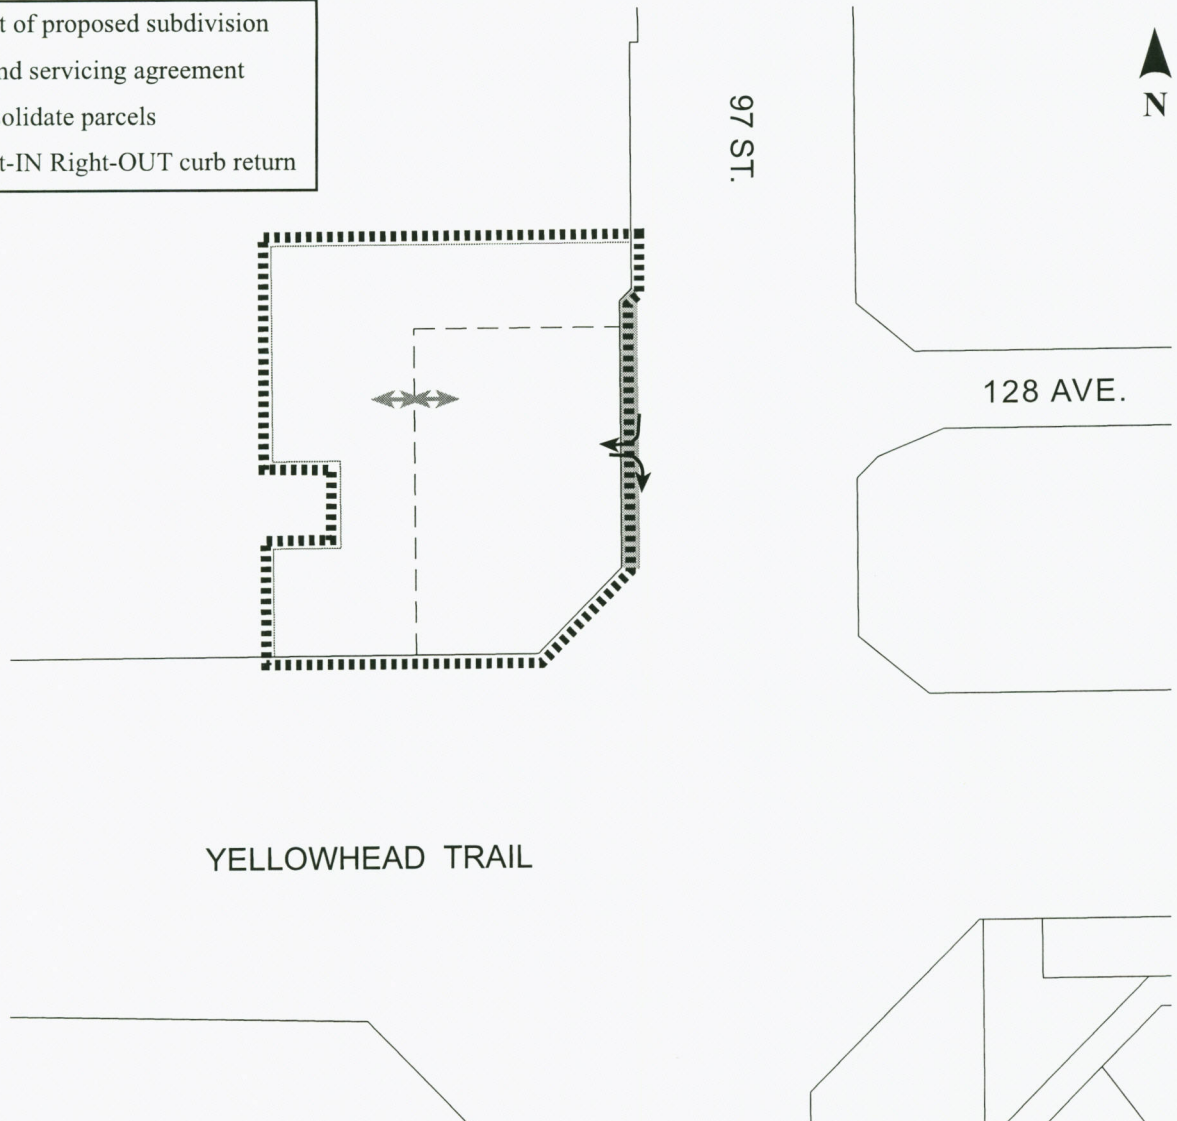 t of proposed subdivision
nd servicing agreement
olidate parcels
t-IN Right-OUT curb return
N
97 ST.
128 AVE.
YELLOWHEAD TRAIL